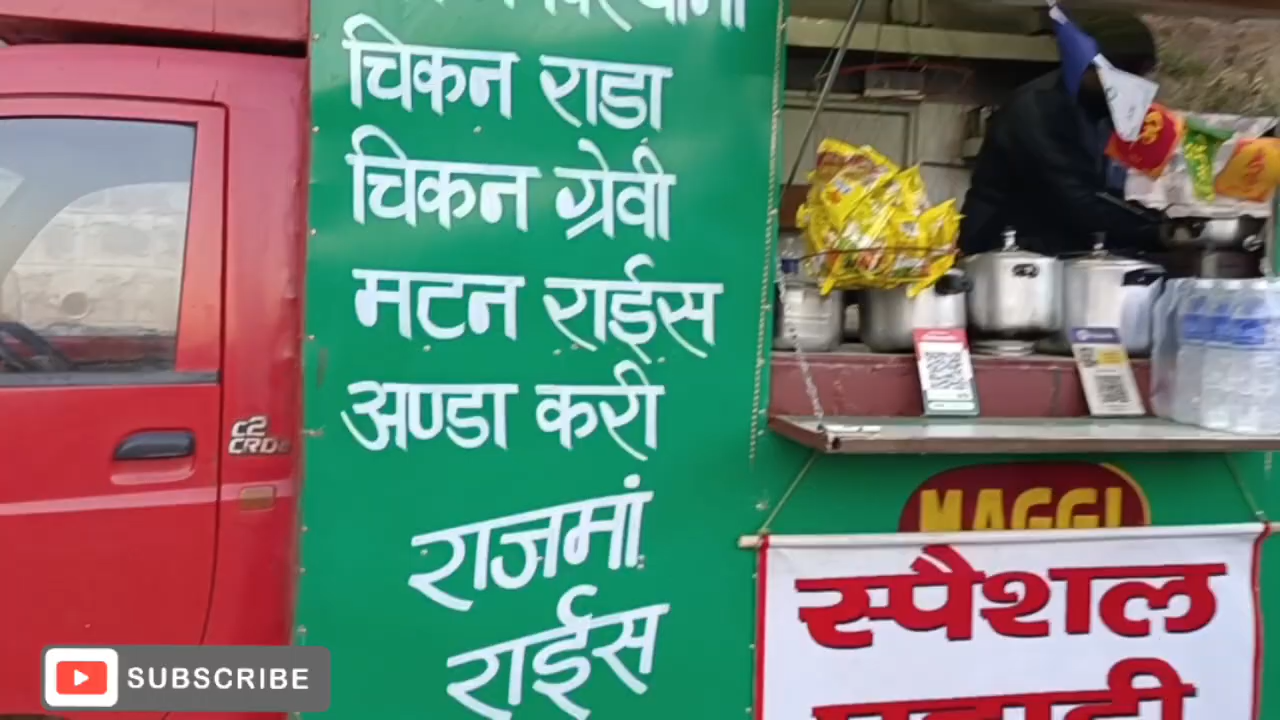 चिकन राडा
चिकन ग्रेवी
मटन राईस
अण्डा करी
राजमां
राईस
C2
CRDe
MAGGI
स्पैशल
SUBSCRIBE